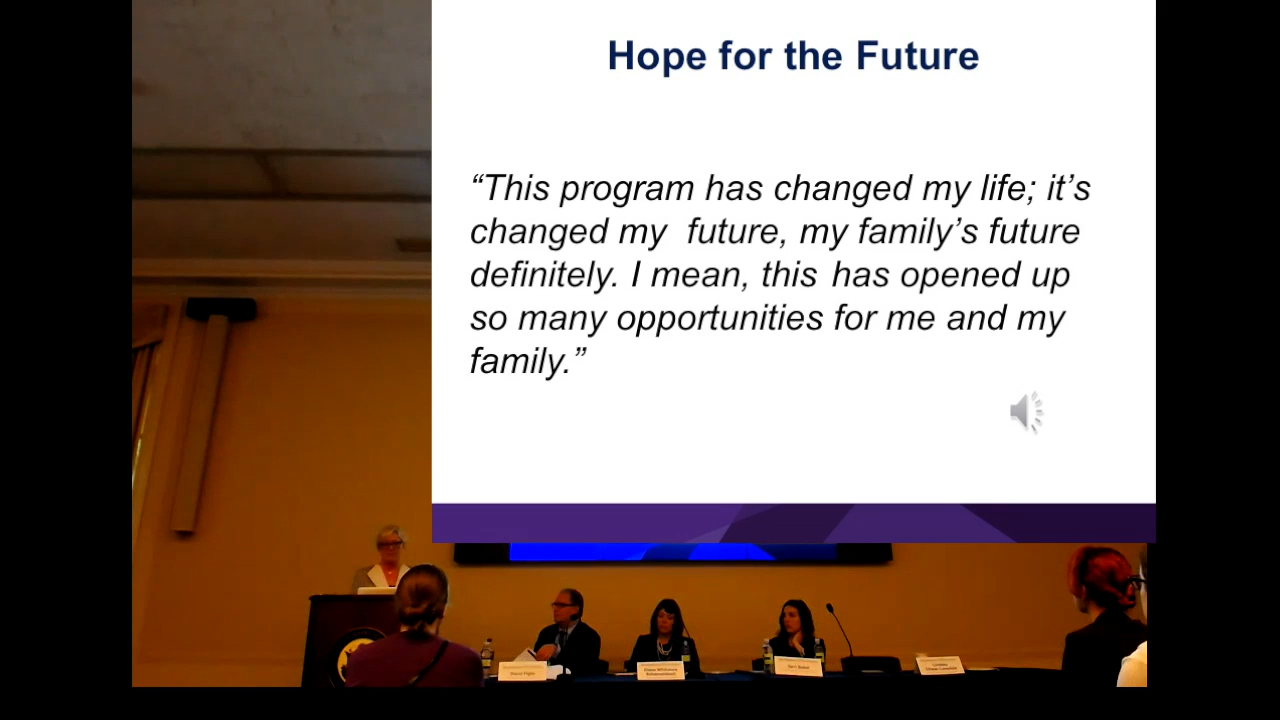 Hope for the Future
“This program has changed my life; it’s
changed my future, my family’s future
definitely. I mean, this has opened up
so many opportunities for me and my
family.”